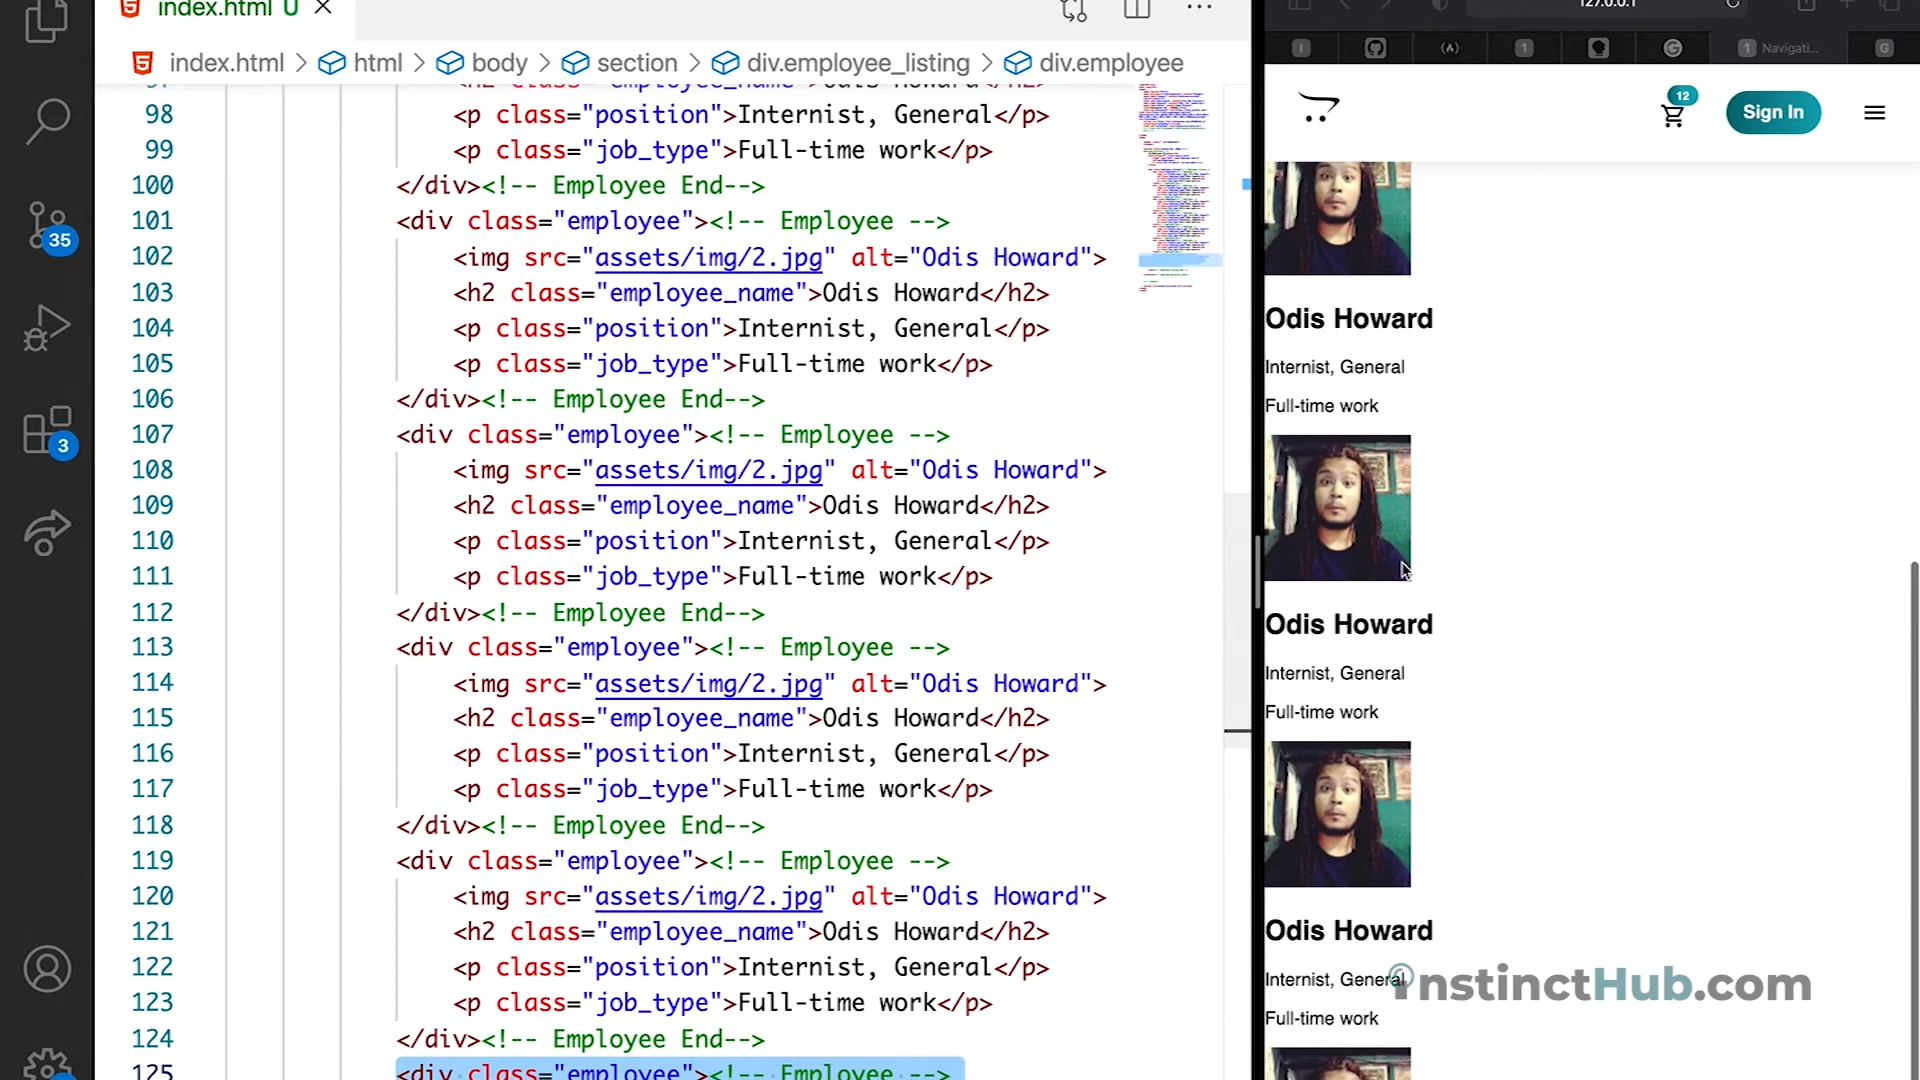 index.html U
index.html > html > body > section > div.employee_listing > div.employee
98 <p class="position">Internist, General</p>
99 <p class="job_type">Full-time work</p>
100 </div><!-- Employee End-->
101 <div class="employee"><!-- Employee -->
102 <img src="assets/img/2.jpg" alt="Odis Howard">
103 <h2 class="employee_name">Odis Howard</h2>
104 <p class="position">Internist, General</p>
105 <p class="job_type">Full-time work</p>
106 </div><!-- Employee End-->
107 <div class="employee"><!-- Employee -->
108 <img src="assets/img/2.jpg" alt="Odis Howard">
109 <h2 class="employee_name">Odis Howard</h2>
110 <p class="position">Internist, General</p>
111 <p class="job_type">Full-time work</p>
112 </div><!-- Employee End-->
113 <div class="employee"><!-- Employee -->
114 <img src="assets/img/2.jpg" alt="Odis Howard">
115 <h2 class="employee_name">Odis Howard</h2>
116 <p class="position">Internist, General</p>
117 <p class="job_type">Full-time work</p>
118 </div><!-- Employee End-->
119 <div class="employee"><!-- Employee -->
120 <img src="assets/img/2.jpg" alt="Odis Howard">
121 <h2 class="employee_name">Odis Howard</h2>
122 <p class="position">Internist, General</p>
123 <p class="job_type">Full-time work</p>
124 </div><!-- Employee End-->
125 <div class="employee"><!-- Employee -->
35
3
127.0.0.1
1 Navigati...
12
Sign In
Odis Howard
Internist, General
Full-time work
Odis Howard
Internist, General
Full-time work
Odis Howard
Internist, General
Full-time work
instinctHub.com